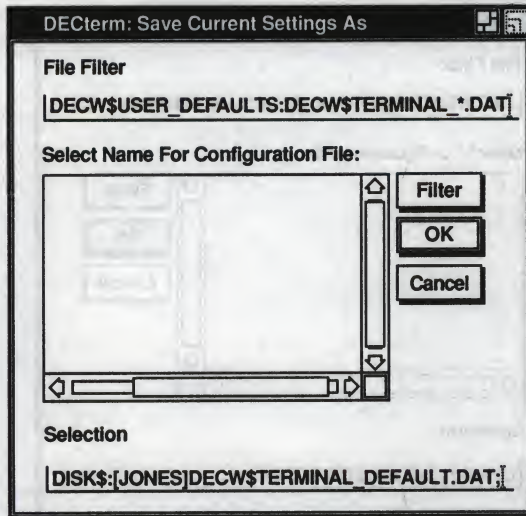 DECterm: Save Current Settings As
File Filter
DECW$USER_DEFAULTS:DECW$TERMINAL_*.DAT
Select Name For Configuration File:
Filter
OK
Cancel
Selection
DISK$:[JONES]DECW$TERMINAL_DEFAULT.DAT;